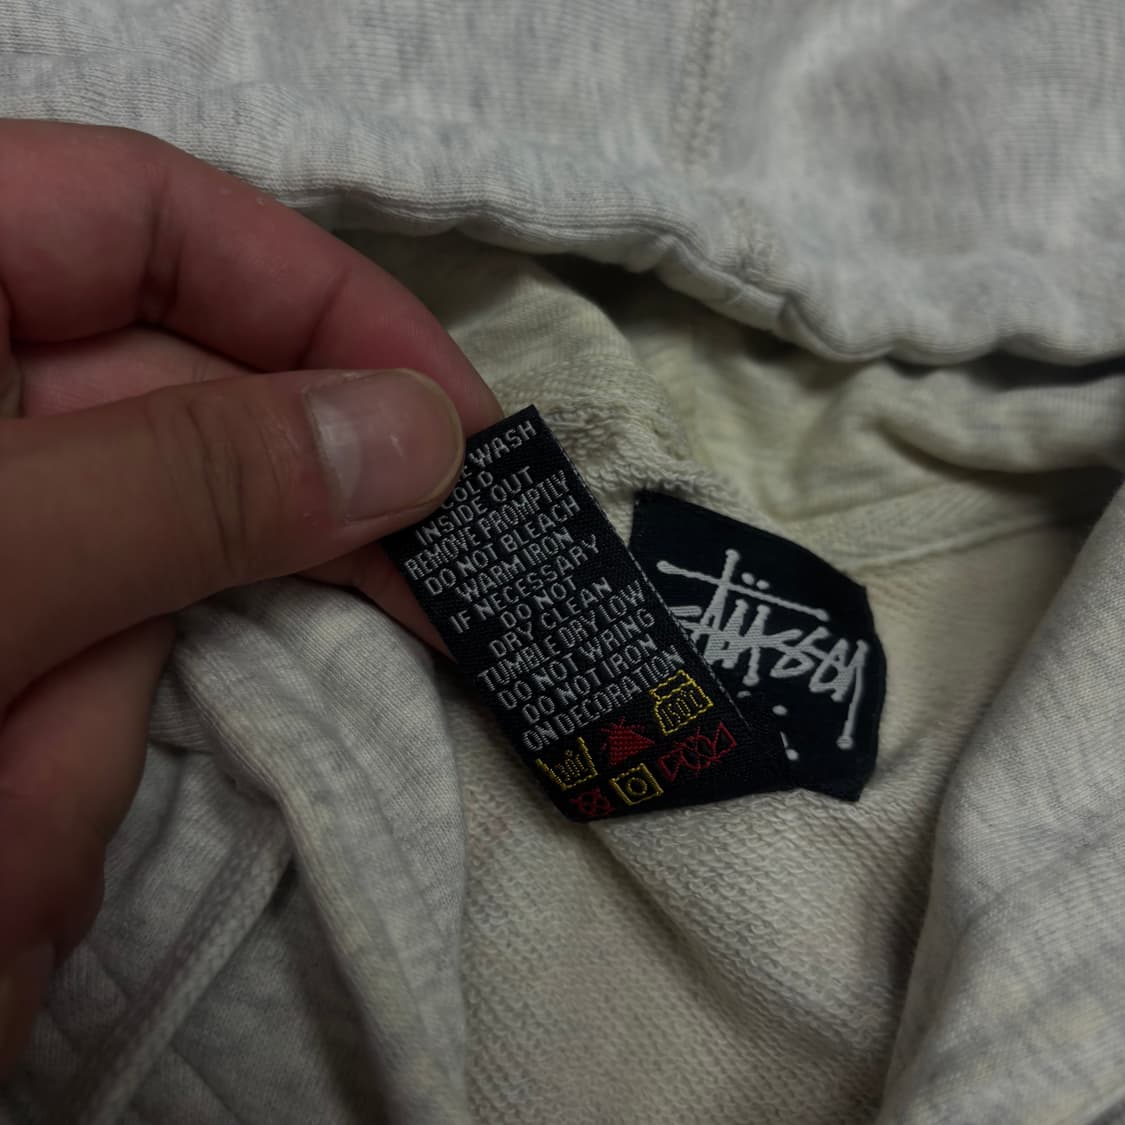 WASH
COLD
INSIDE OUT
REMOVE PROMPTLY
DO NOT BLEACH
WARM IRON
IF NECESSARY
DO NOT
DRY CLEAN
TUMBLE DRY LOW
DO NOT WRING
DO NOT IRON
ON DECORATION
Stüssy